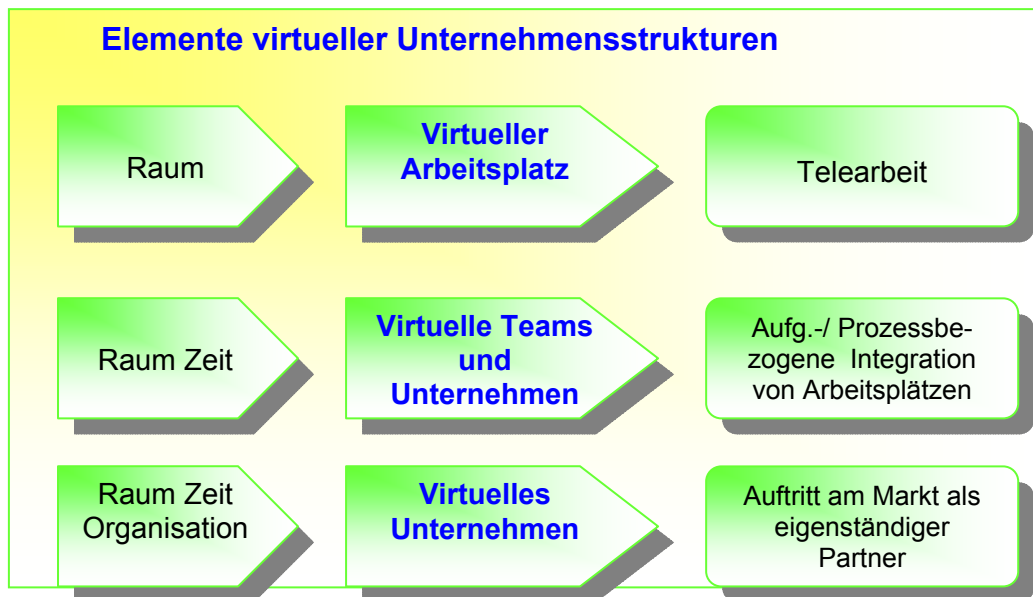 Elemente virtueller Unternehmensstrukturen
Raum
Virtueller
Arbeitsplatz
Telearbeit
Raum Zeit
Virtuelle Teams
und
Unternehmen
Aufg.-/ Prozessbe-
zogene Integration
von Arbeitsplätzen
Raum Zeit
Organisation
Virtuelles
Unternehmen
Auftritt am Markt als
eigenständiger
Partner